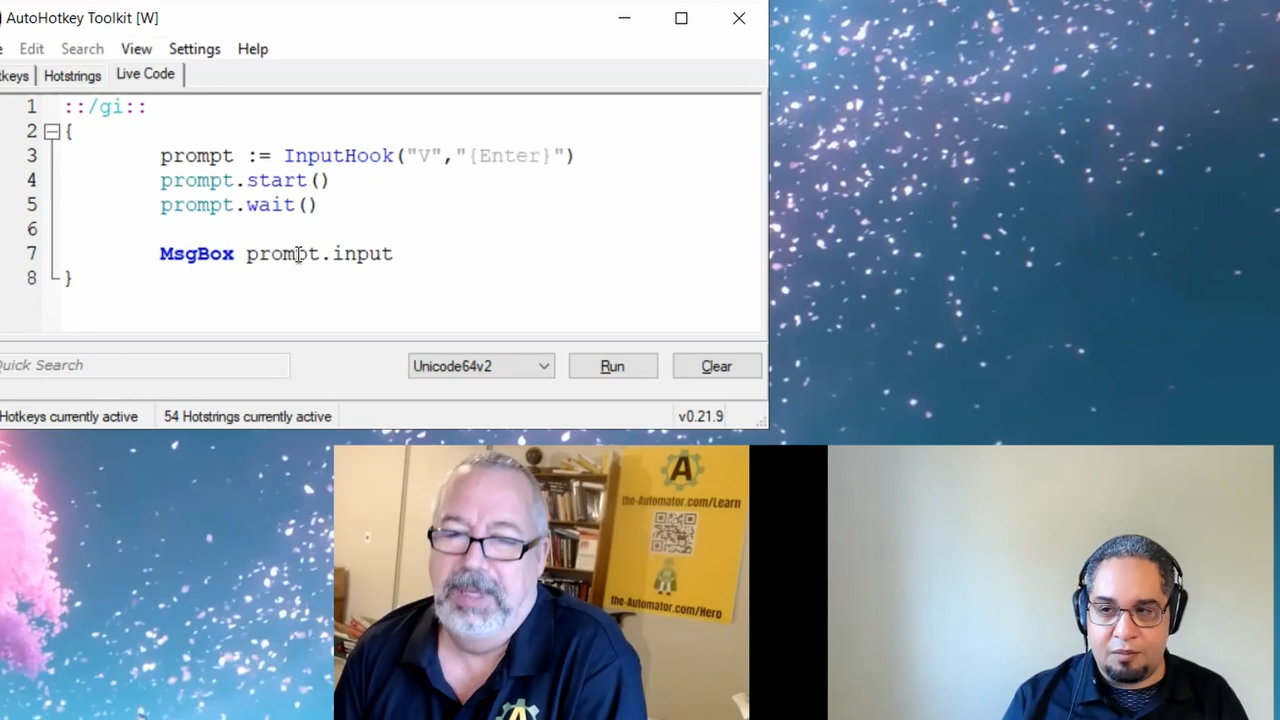 AutoHotkey Toolkit [W]
Edit Search View Settings Help
tkeys Hotstrings Live Code
1 ::/gi::
2 {
3 prompt := InputHook("V","{Enter}")
4 prompt.start()
5 prompt.wait()
6
7 MsgBox prompt.input
8 }
Quick Search
Unicode64v2
Run
Clear
Hotkeys currently active
54 Hotstrings currently active
v0.21.9
A
the-Automator.com/Learn
the-Automator.com/Hero
A